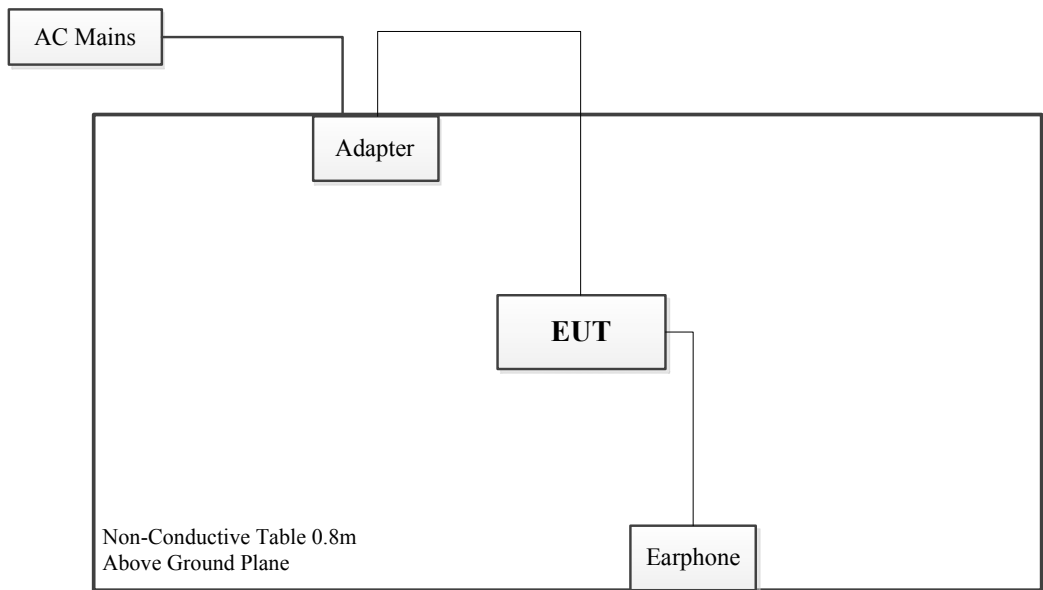 AC Mains
Adapter
EUT
Non-Conductive Table 0.8m
Above Ground Plane
Earphone